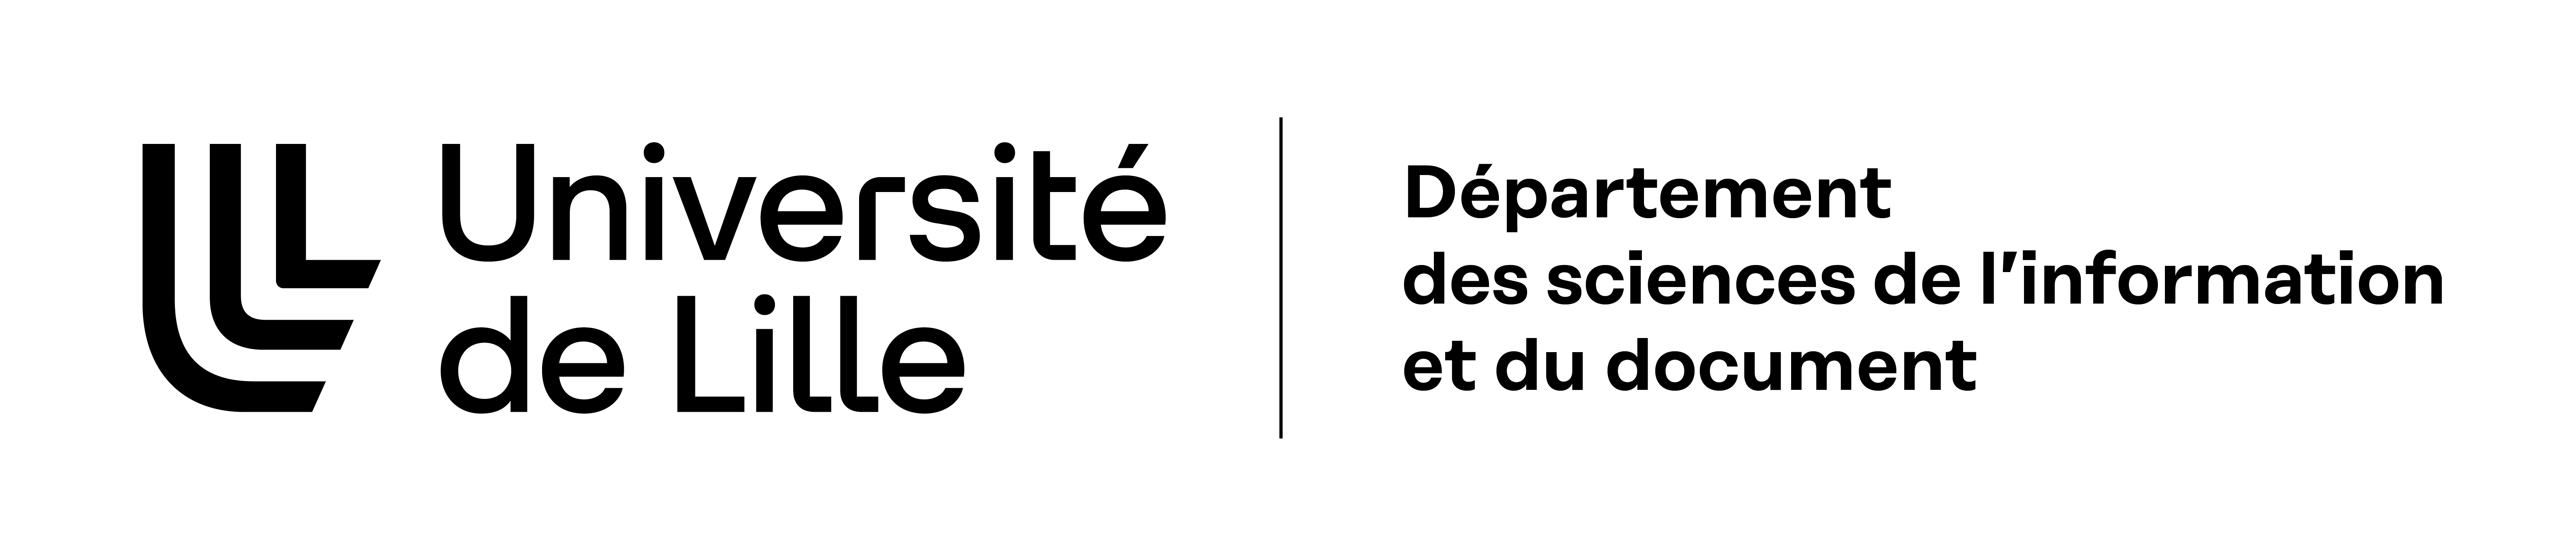 Université
de Lille
Département
des sciences de l'information
et du document